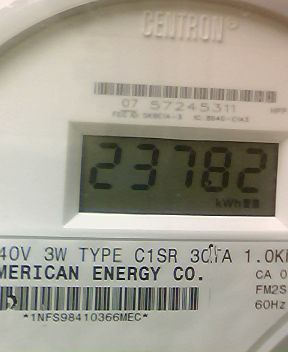 CENTRON®
07 57245311
23782
kWh
40V 3W TYPE C1SR 30TA 1.0K
MERICAN ENERGY CO.
CA 0
FM2S
60Hz
*1NFS98410366MEC*